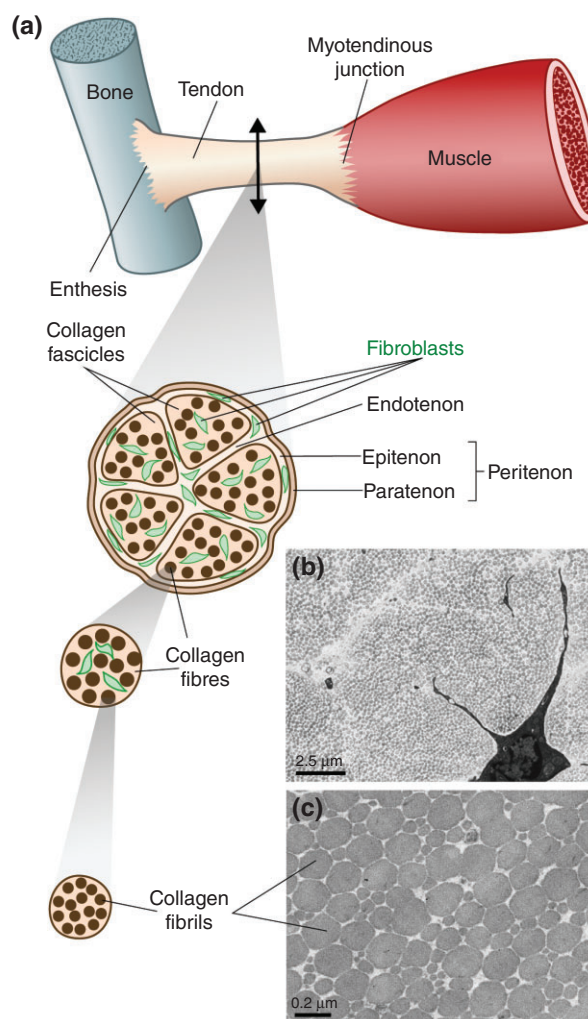 (a)
Bone
Tendon
Myotendinous
junction
Muscle
Enthesis
Collagen
fascicles
Fibroblasts
Endotenon
Epitenon
Peritenon
Paratenon
(b)
2.5 μm
Collagen
fibres
(c)
Collagen
fibrils
0.2 μm